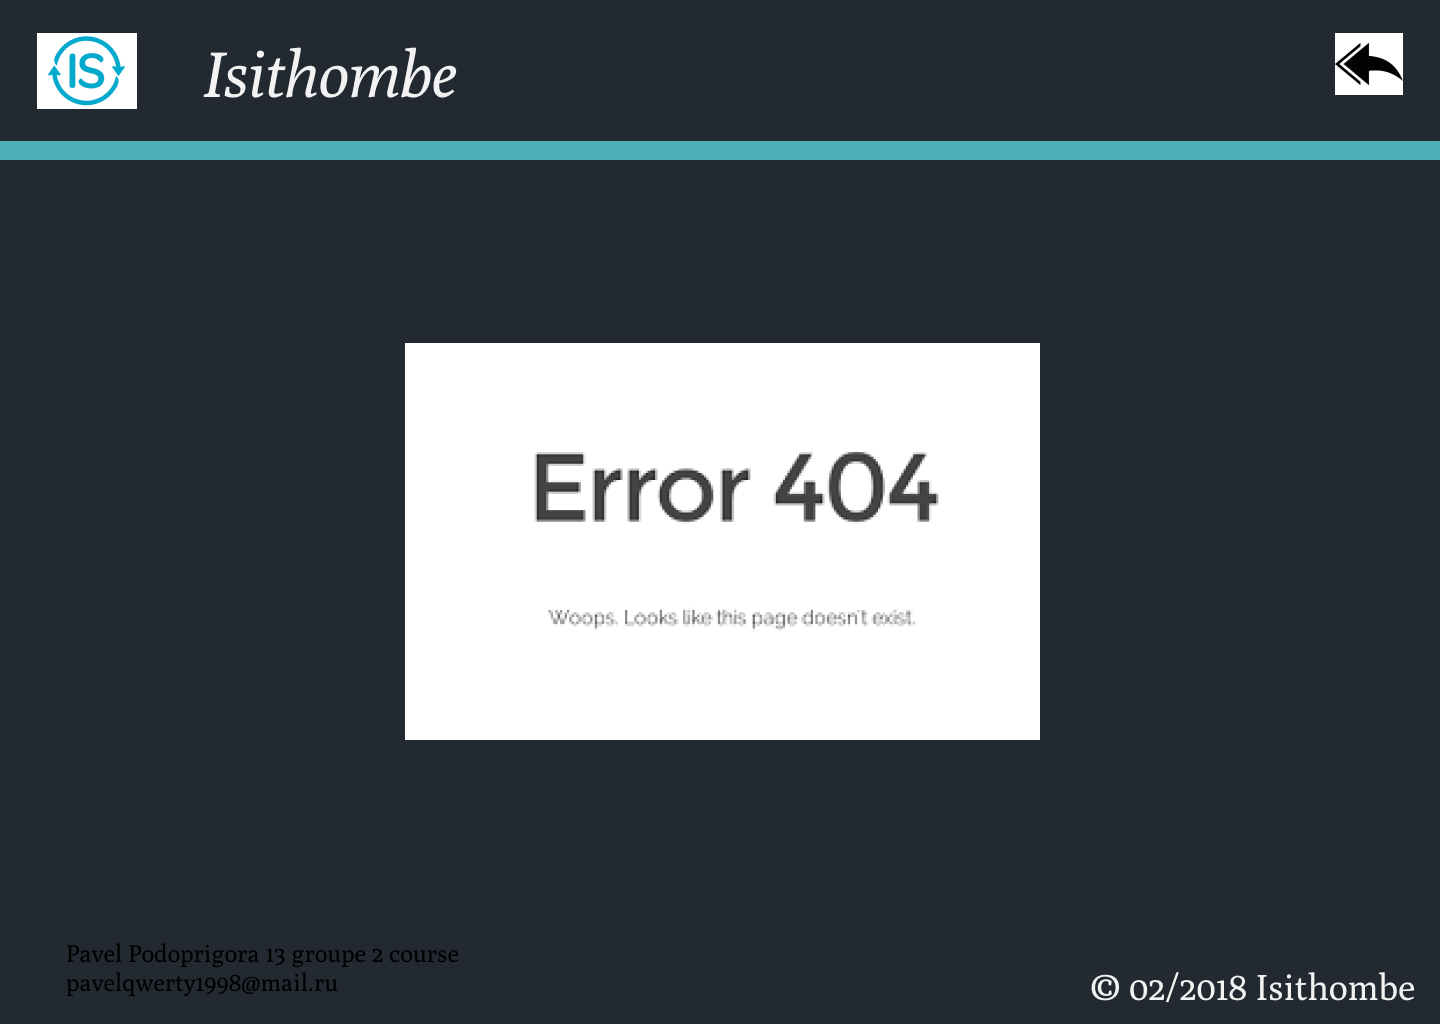 IS
Isithombe
Error 404
Woops. Looks like this page doesn't exist.
Pavel Podoprigora 13 groupe 2 course
pavelqwerty1998@mail.ru
© 02/2018 Isithombe